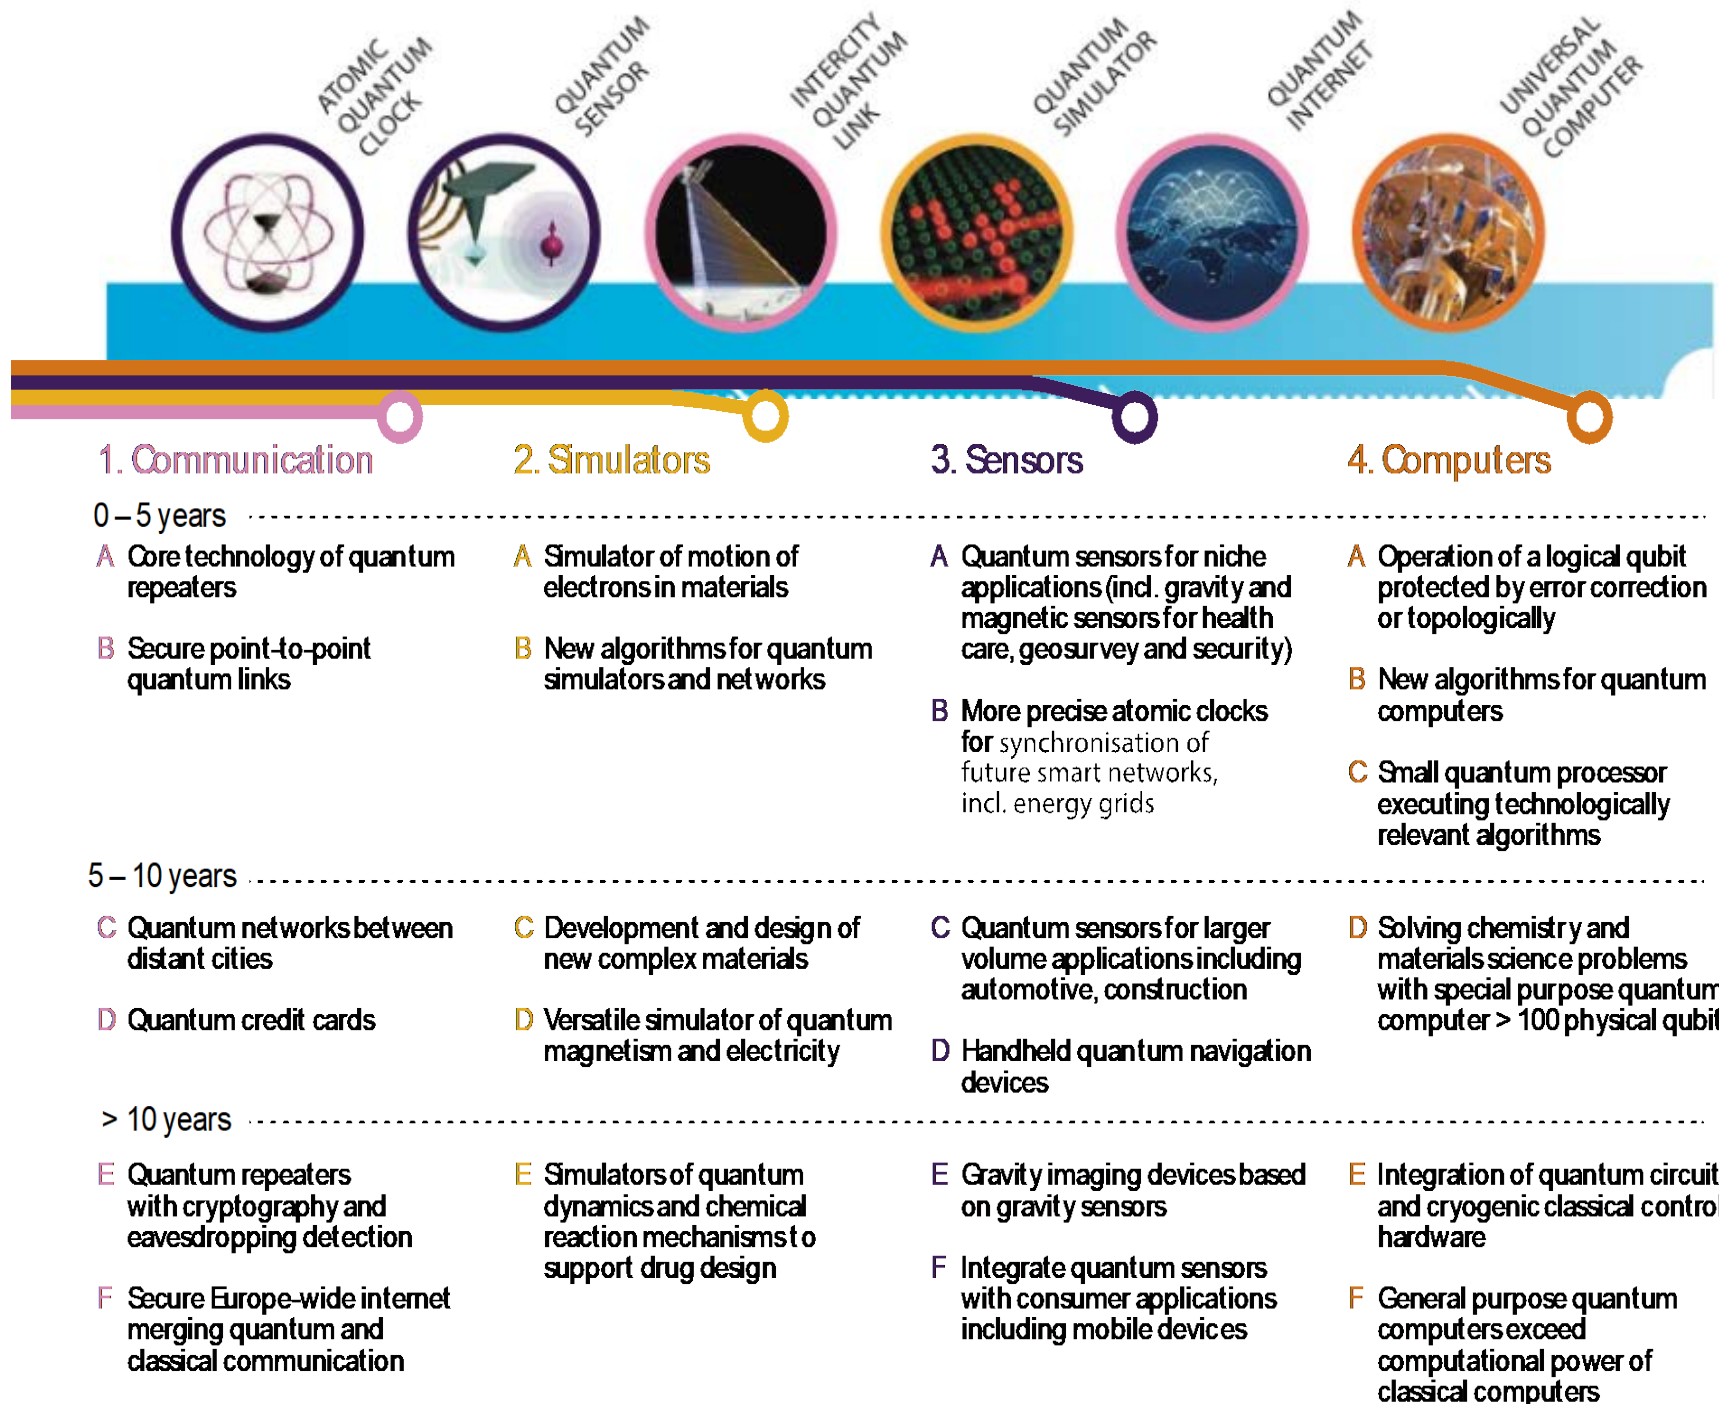 ATOMIC
QUANTUM
CLOCK
QUANTUM
SENSOR
INTERCITY
QUANTUM
LINK
QUANTUM
SIMULATOR
QUANTUM
INTERNET
UNIVERSAL
QUANTUM
COMPUTER
1. Communication
2. Simulators
3. Sensors
4. Computers
0 – 5 years
A Core technology of quantum
repeaters
B Secure point-to-point
quantum links
A Simulator of motion of
electrons in materials
B New algorithms for quantum
simulators and networks
A Quantum sensors for niche
applications (incl. gravity and
magnetic sensors for health
care, geosurvey and security)
B More precise atomic clocks
for synchronisation of
future smart networks,
incl. energy grids
A Operation of a logical qubit
protected by error correction
or topologically
B New algorithms for quantum
computers
C Small quantum processor
executing technologically
relevant algorithms
5 – 10 years
C Quantum networks between
distant cities
D Quantum credit cards
C Development and design of
new complex materials
D Versatile simulator of quantum
magnetism and electricity
C Quantum sensors for larger
volume applications including
automotive, construction
D Handheld quantum navigation
devices
D Solving chemistry and
materials science problems
with special purpose quantum
computer > 100 physical qubit
> 10 years
E Quantum repeaters
with cryptography and
eavesdropping detection
F Secure Europe-wide internet
merging quantum and
classical communication
E Simulators of quantum
dynamics and chemical
reaction mechanisms to
support drug design
E Gravity imaging devices based
on gravity sensors
F Integrate quantum sensors
with consumer applications
including mobile devices
E Integration of quantum circuit
and cryogenic classical control
hardware
F General purpose quantum
computers exceed
computational power of
classical computers